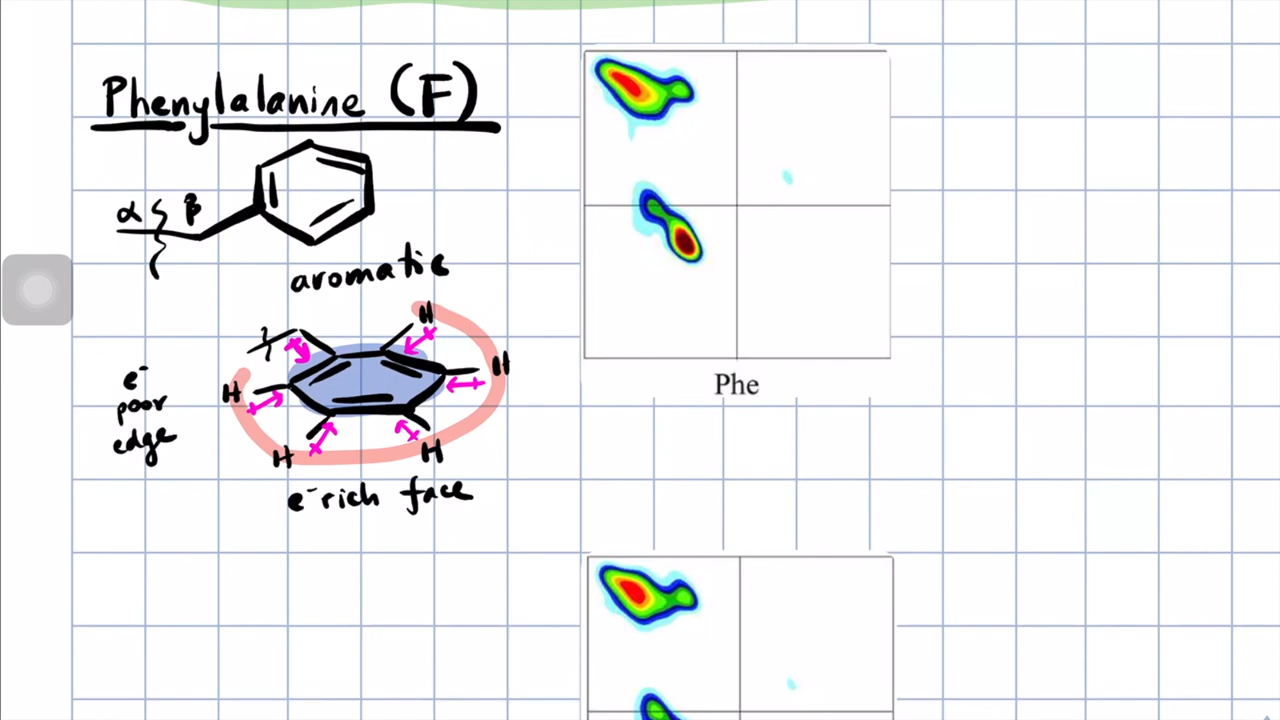 Phenylalanine (F)
α β
aromatic
H
H
H
H
H
e⁻
poor
edge
e⁻rich face
Phe